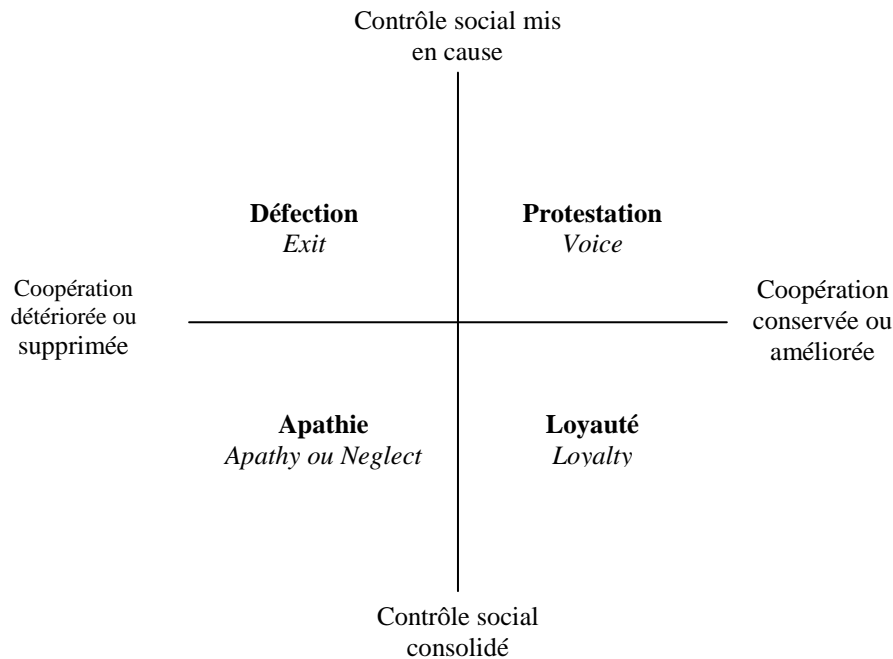 Contrôle social mis
en cause
Défection
Exit
Protestation
Voice
Coopération
détériorée ou
supprimée
Coopération
conservée ou
améliorée
Apathie
Apathy ou Neglect
Loyauté
Loyalty
Contrôle social
consolidé